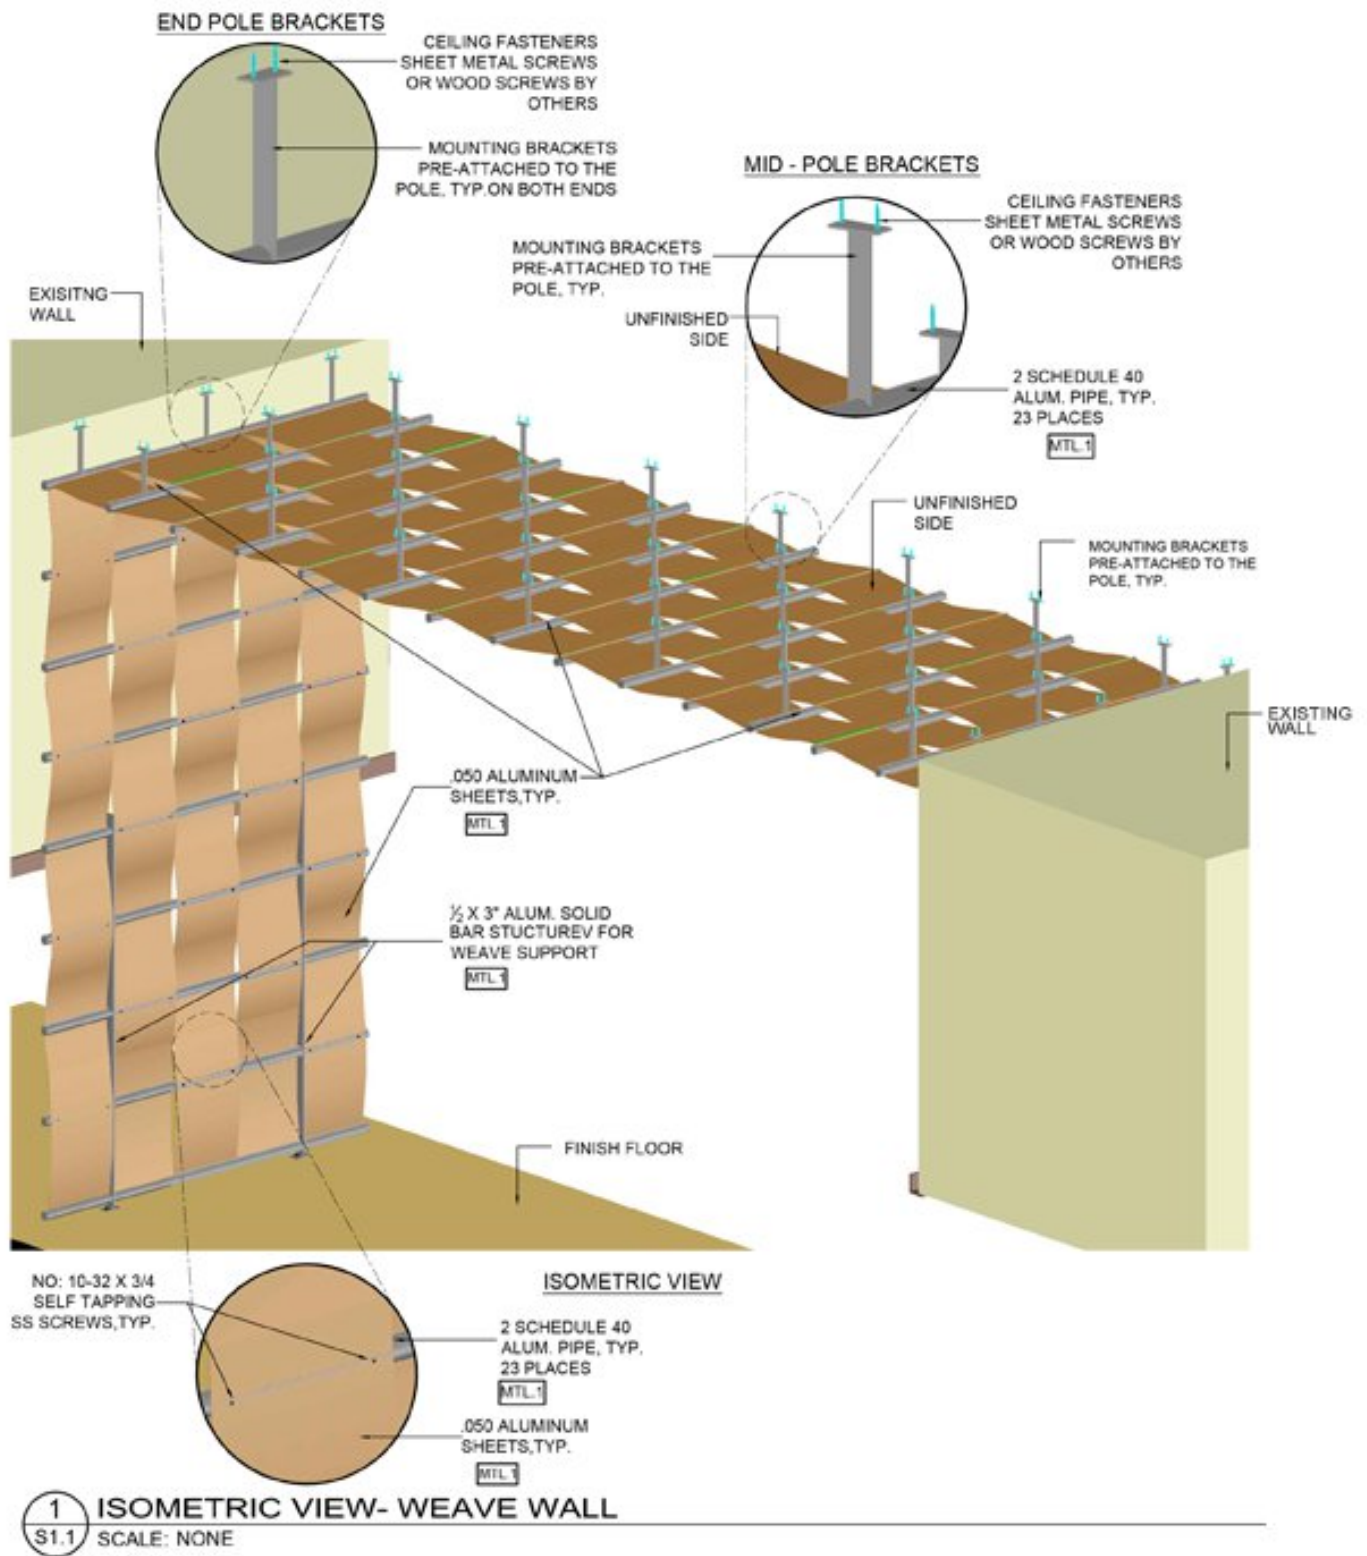 END POLE BRACKETS
CEILING FASTENERS
SHEET METAL SCREWS
OR WOOD SCREWS BY
OTHERS
MOUNTING BRACKETS
PRE-ATTACHED TO THE
POLE, TYP.ON BOTH ENDS
MID - POLE BRACKETS
CEILING FASTENERS
SHEET METAL SCREWS
OR WOOD SCREWS BY
OTHERS
MOUNTING BRACKETS
PRE-ATTACHED TO THE
POLE, TYP.
EXISITNG
WALL
UNFINISHED
SIDE
2 SCHEDULE 40
ALUM. PIPE, TYP.
23 PLACES
MTL.1
UNFINISHED
SIDE
MOUNTING BRACKETS
PRE-ATTACHED TO THE
POLE, TYP.
EXISTING
WALL
.050 ALUMINUM
SHEETS,TYP.
MTL.1
½ X 3" ALUM. SOLID
BAR STUCTUREV FOR
WEAVE SUPPORT
MTL.1
FINISH FLOOR
NO: 10-32 X 3/4
SELF TAPPING
SS SCREWS,TYP.
ISOMETRIC VIEW
2 SCHEDULE 40
ALUM. PIPE, TYP.
23 PLACES
MTL.1
.050 ALUMINUM
SHEETS,TYP.
MTL.1
1
S1.1
ISOMETRIC VIEW- WEAVE WALL
SCALE: NONE